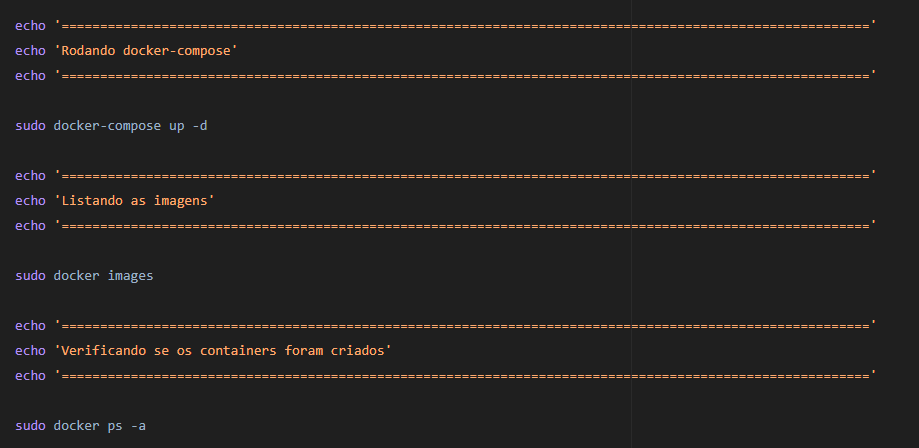 echo '========================================================================================================='
echo 'Rodando docker-compose'
echo '========================================================================================================='
sudo docker-compose up -d
echo '========================================================================================================='
echo 'Listando as imagens'
echo '========================================================================================================='
sudo docker images
echo '========================================================================================================='
echo 'Verificando se os containers foram criados'
echo '========================================================================================================='
sudo docker ps -a